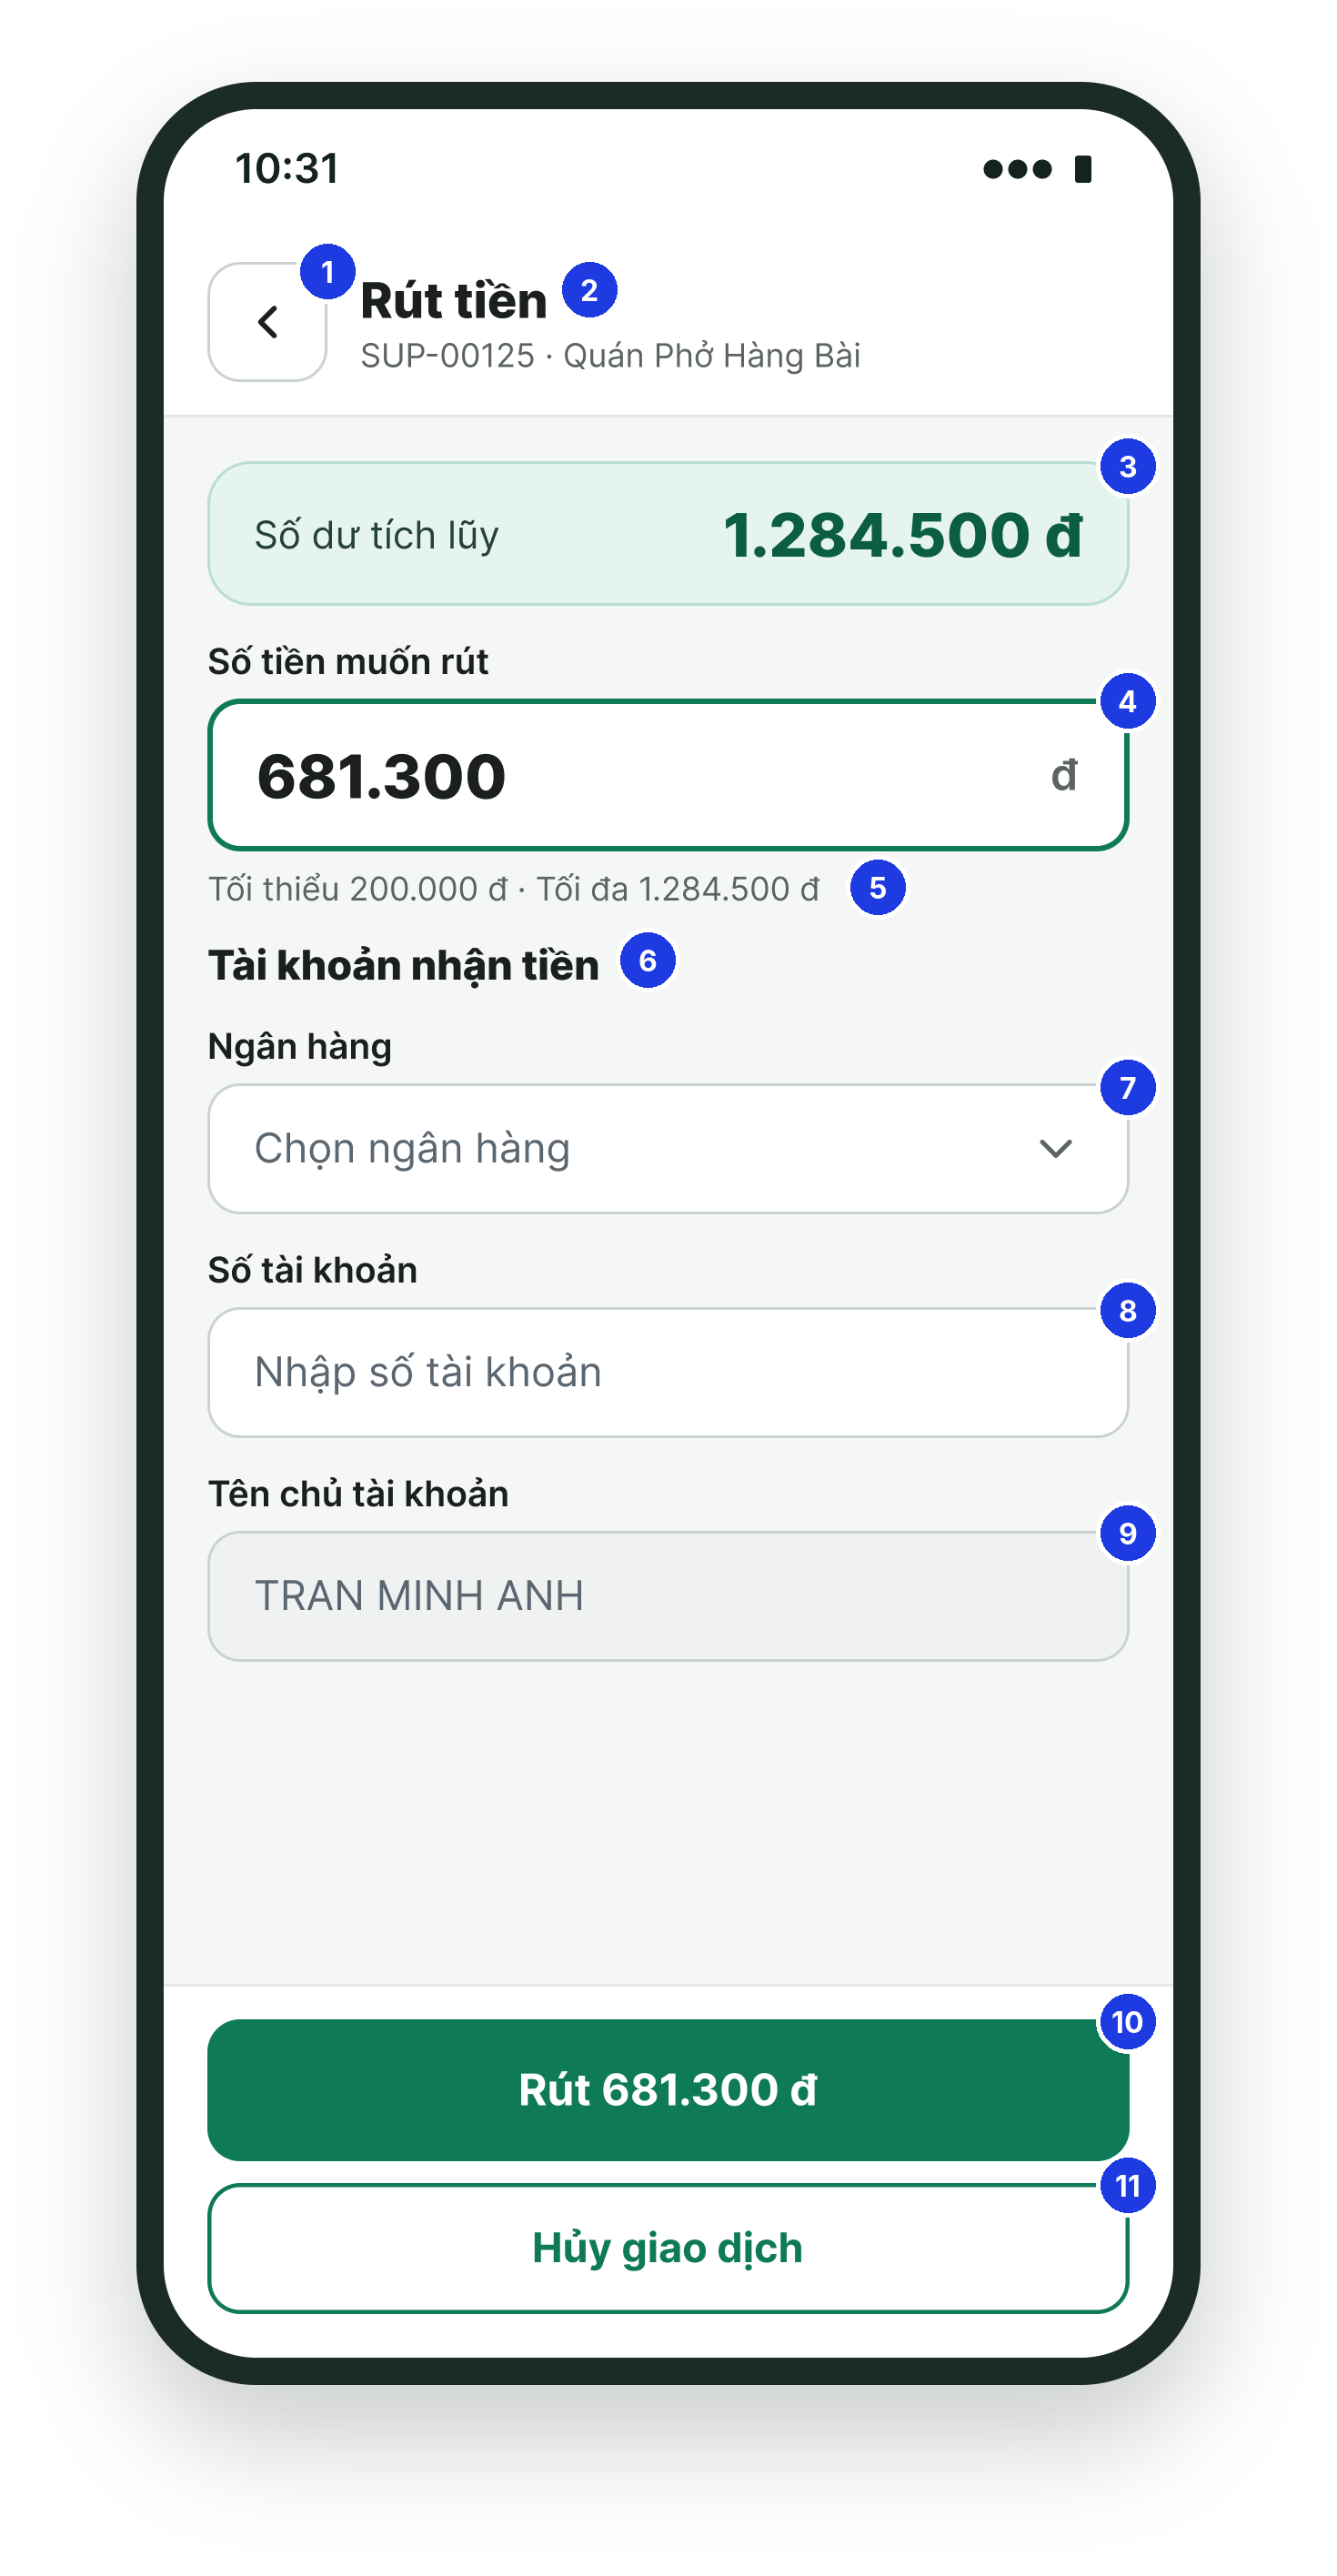 10:31
1
Rút tiền 2
SUP-00125 · Quán Phở Hàng Bài
3
Số dư tích lũy 1.284.500 đ
Số tiền muốn rút
4
681.300 đ
Tối thiểu 200.000 đ · Tối đa 1.284.500 đ 5
Tài khoản nhận tiền 6
Ngân hàng
7
Chọn ngân hàng
Số tài khoản
8
Nhập số tài khoản
Tên chủ tài khoản
9
TRAN MINH ANH
10
Rút 681.300 đ
11
Hủy giao dịch